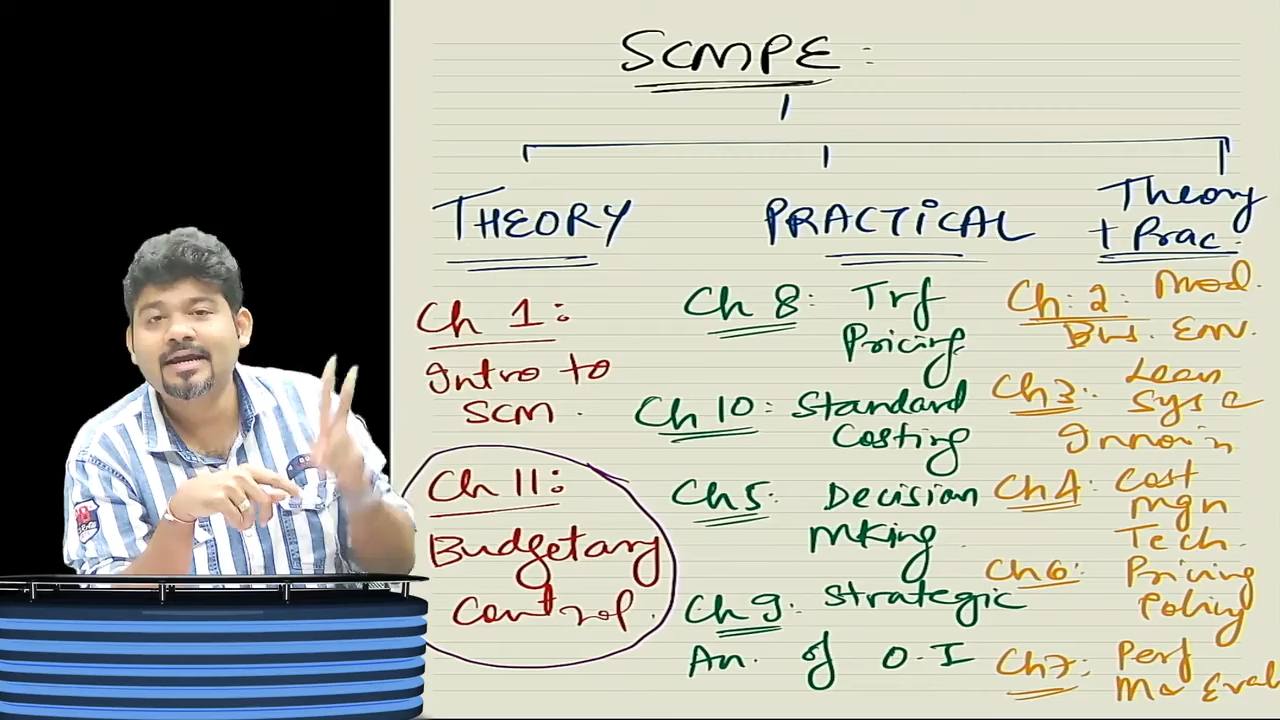 SCMPE :
THEORY
Ch 1 :
Intro to
SCM .
Ch 11 :
Budgetary
Control .
PRACTICAL
Ch 8 : Trf
Pricing
Ch 10 : Standard
Costing
Ch 5 . Decision
Mking
Ch 9 . Strategic
An. of O.I
Theory
+ Prac.
Ch : 2 : Mod.
Bus. Env.
Ch 3 : Lean
Sys
Ch 4 : Cost
Mgn
Tech .
Ch 6 : Pricing
Policy
Ch 7 : Perf
Eval